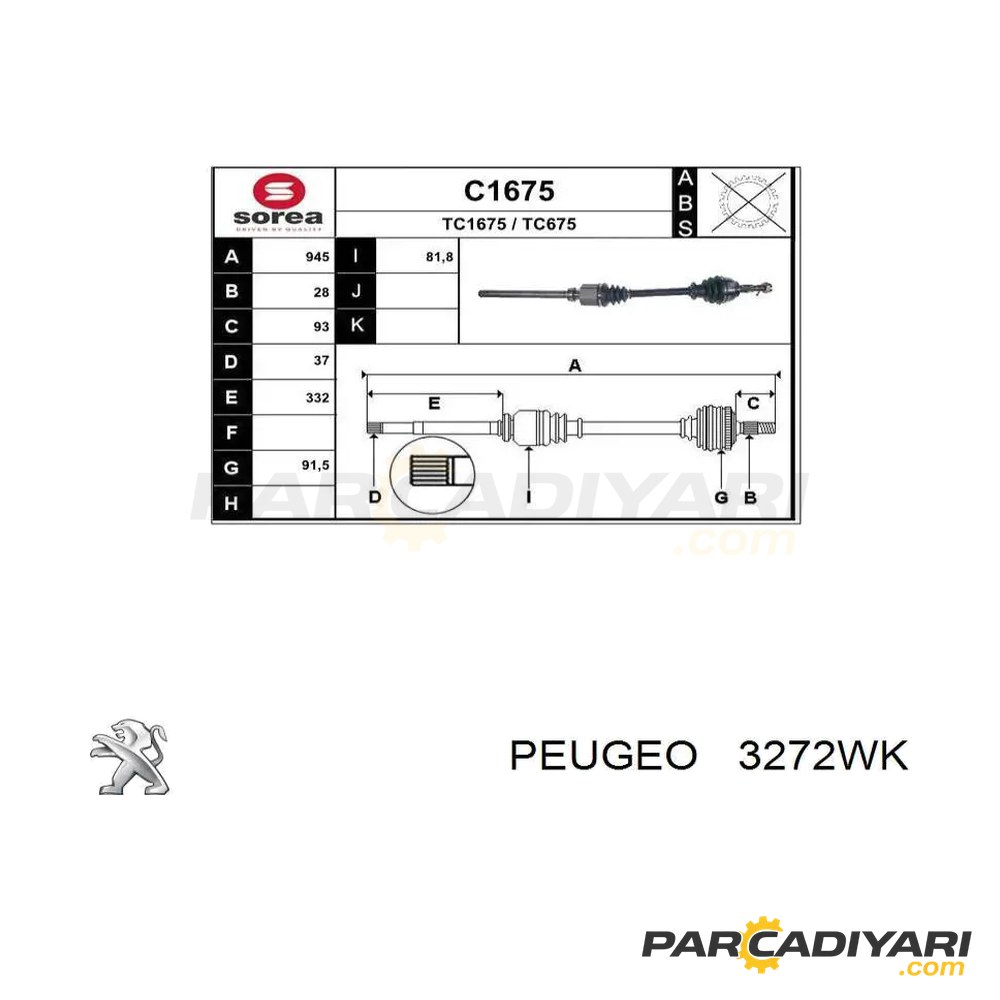 sorea
DRIVEN BY QUALITY
C1675
TC1675 / TC675
A B S
A 945 I 81,8
B 28 J
C 93 K
D 37
E 332
F
G 91,5
H
A
E C
D I G B
PARCADIYARI
.com
PEUGEO 3272WK
PARCADIYARI
.com